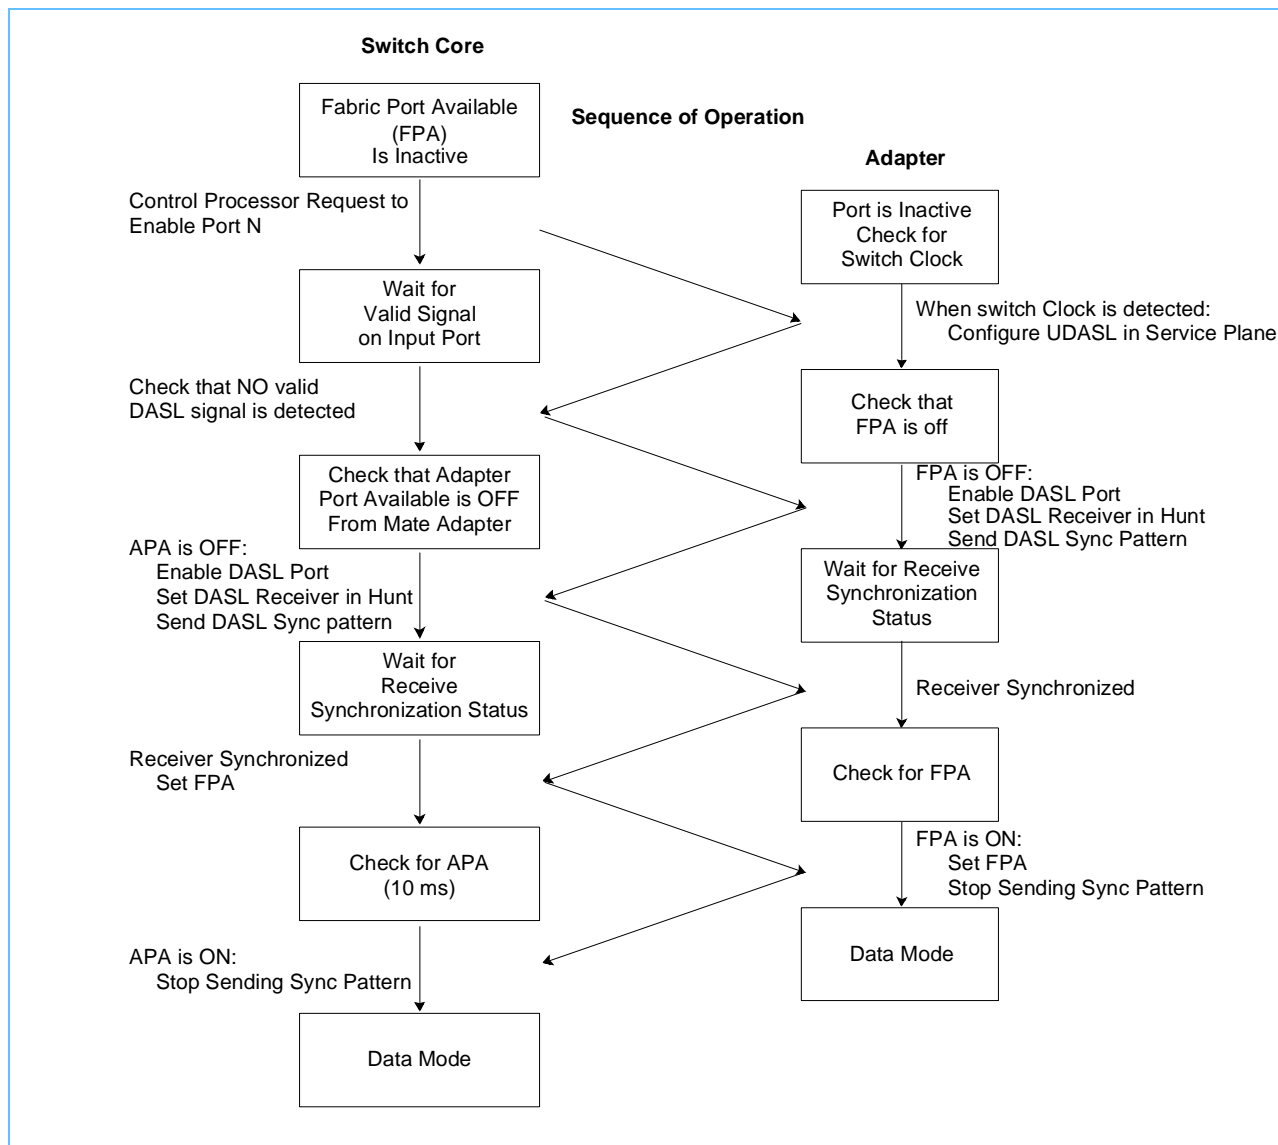 Switch Core
Fabric Port Available
(FPA)
Is Inactive
Sequence of Operation
Adapter
Control Processor Request to
Enable Port N
Port is Inactive
Check for
Switch Clock
Wait for
Valid Signal
on Input Port
When switch Clock is detected:
Configure UDASL in Service Plane
Check that NO valid
DASL signal is detected
Check that
FPA is off
Check that Adapter
Port Available is OFF
From Mate Adapter
FPA is OFF:
Enable DASL Port
Set DASL Receiver in Hunt
Send DASL Sync Pattern
APA is OFF:
Enable DASL Port
Set DASL Receiver in Hunt
Send DASL Sync pattern
Wait for Receive
Synchronization
Status
Wait for
Receive
Synchronization Status
Receiver Synchronized
Receiver Synchronized
Set FPA
Check for FPA
Check for APA
(10 ms)
FPA is ON:
Set FPA
Stop Sending Sync Pattern
APA is ON:
Stop Sending Sync Pattern
Data Mode
Data Mode